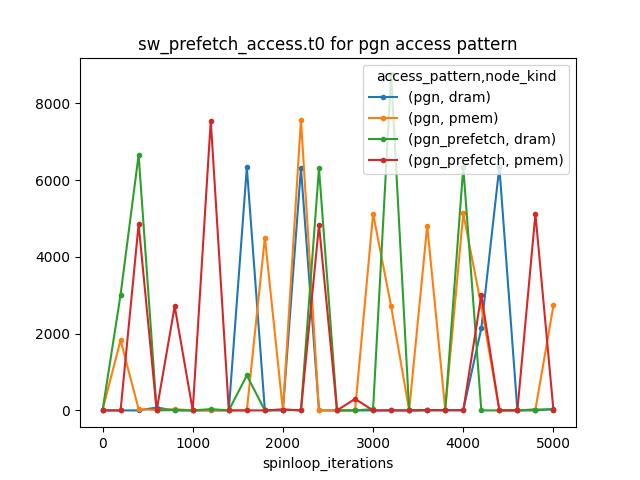 sw_prefetch_access.t0 for pgn access pattern
access_pattern,node_kind
(pgn, dram)
(pgn, pmem)
(pgn_prefetch, dram)
(pgn_prefetch, pmem)
8000
6000
4000
2000
0
0 1000 2000 3000 4000 5000
spinloop_iterations